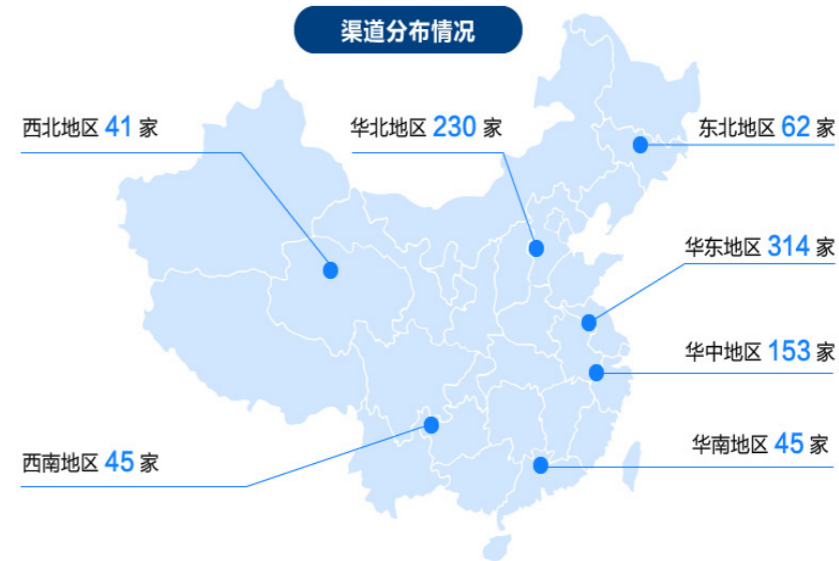 渠道分布情况
西北地区 41 家
华北地区 230 家
东北地区 62 家
华东地区 314 家
华中地区 153 家
华南地区 45 家
西南地区 45 家